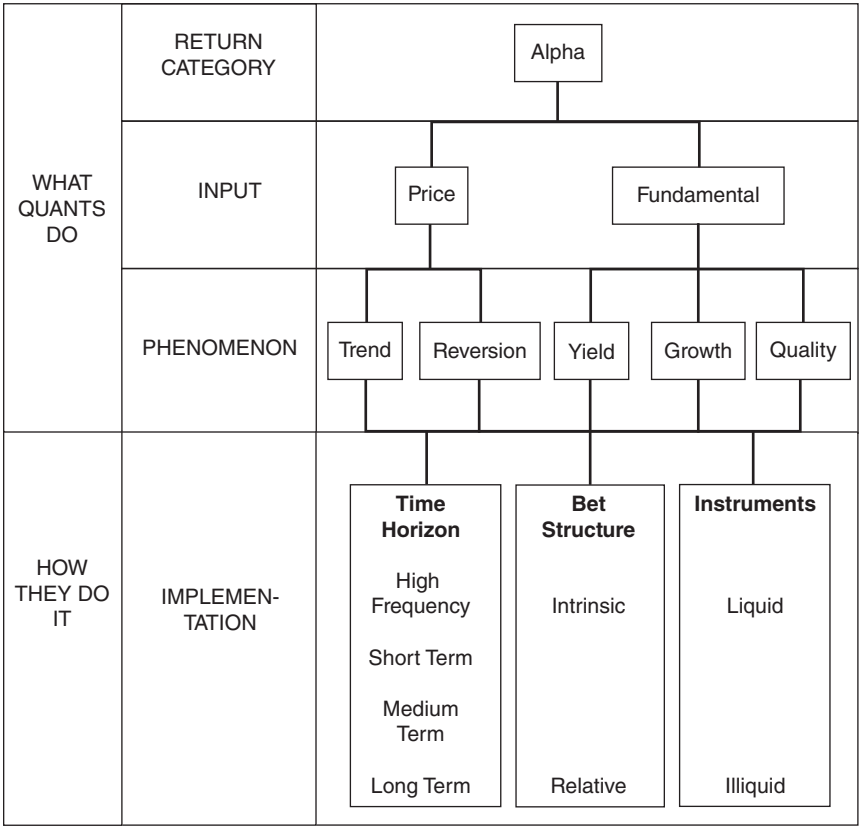 RETURN
CATEGORY
Alpha
WHAT
QUANTS
DO
INPUT
Price
Fundamental
PHENOMENON
Trend
Reversion
Yield
Growth
Quality
HOW
THEY DO
IT
IMPLEMEN-
TATION
Time
Horizon
High
Frequency
Short Term
Medium
Term
Long Term
Bet
Structure
Intrinsic
Relative
Instruments
Liquid
Illiquid